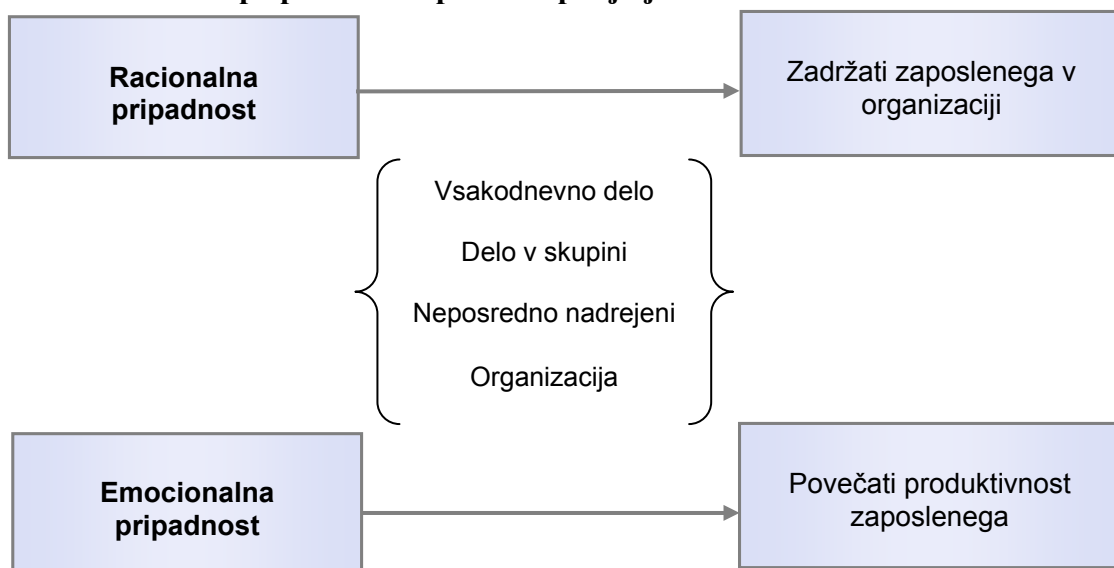 Racionalna
pripadnost
Zadržati zaposlenega v
organizaciji
Vsakodnevno delo
Delo v skupini
Neposredno nadrejeni
Organizacija
Emocionalna
pripadnost
Povečati produktivnost
zaposlenega